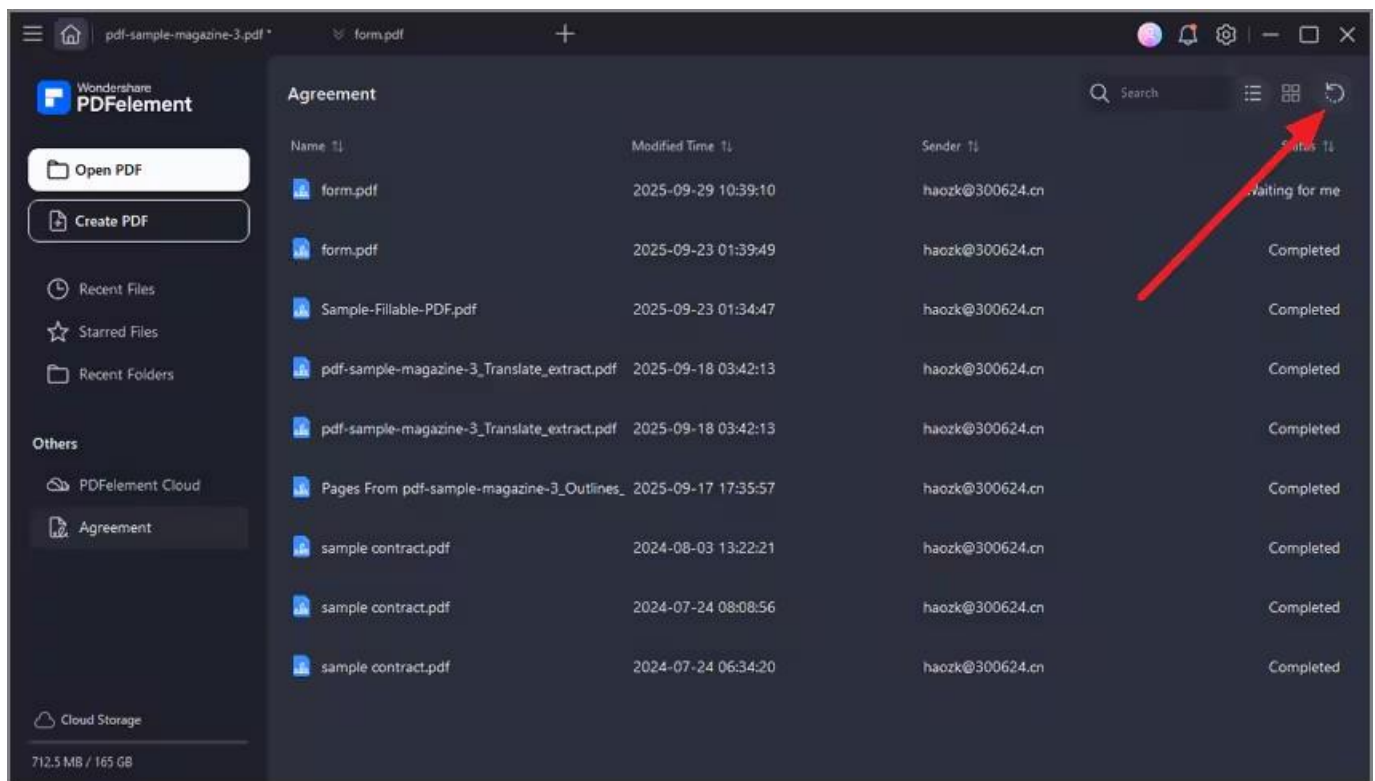 pdf-sample-magazine-3.pdf * form.pdf
Wondershare
PDFelement
Open PDF
Create PDF
Recent Files
Starred Files
Recent Folders
Others
PDFelement Cloud
Agreement
Cloud Storage
712.5 MB / 165 GB
Agreement
Search
Name Modified Time Sender Status
form.pdf 2025-09-29 10:39:10 haozk@300624.cn Waiting for me
form.pdf 2025-09-23 01:39:49 haozk@300624.cn Completed
Sample-Fillable-PDF.pdf 2025-09-23 01:34:47 haozk@300624.cn Completed
pdf-sample-magazine-3_Translate_extract.pdf 2025-09-18 03:42:13 haozk@300624.cn Completed
pdf-sample-magazine-3_Translate_extract.pdf 2025-09-18 03:42:13 haozk@300624.cn Completed
Pages From pdf-sample-magazine-3_Outlines_ 2025-09-17 17:35:57 haozk@300624.cn Completed
sample contract.pdf 2024-08-03 13:22:21 haozk@300624.cn Completed
sample contract.pdf 2024-07-24 08:08:56 haozk@300624.cn Completed
sample contract.pdf 2024-07-24 06:34:20 haozk@300624.cn Completed